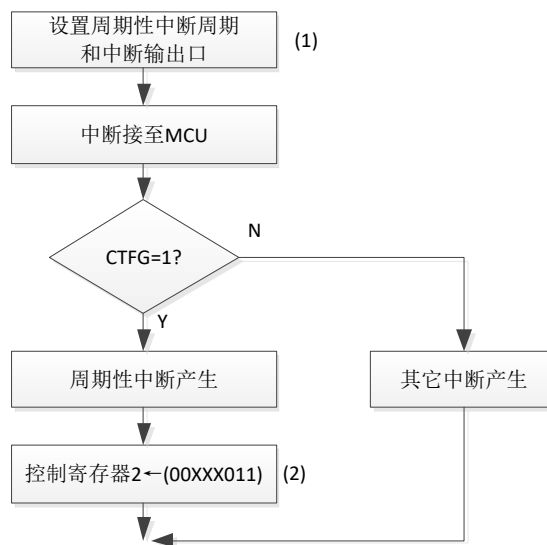 设置周期性中断周期
和中断输出口
(1)
中断接至MCU
CTFG=1?
N
Y
周期性中断产生
其它中断产生
控制寄存器2←(00XXX011)
(2)